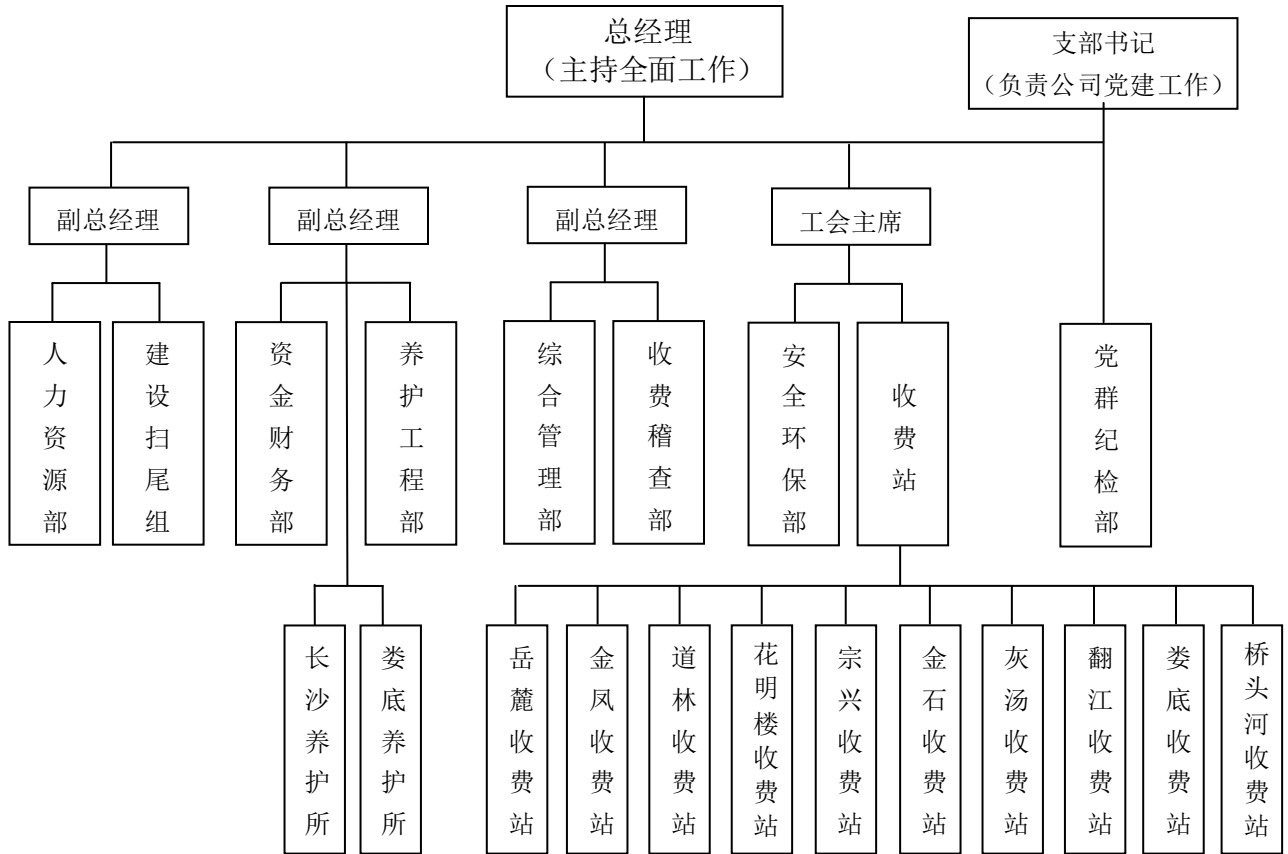 总经理
（主持全面工作）
支部书记
（负责公司党建工作）
副总经理
副总经理
副总经理
工会主席
人力资源部
建设扫尾组
资金财务部
养护工程部
综合管理部
收费稽查部
安全环保部
收费站
党群纪检部
长沙养护所
娄底养护所
岳麓收费站
金凤收费站
道林收费站
花明楼收费站
宗兴收费站
金石收费站
灰汤收费站
翻江收费站
娄底收费站
桥头河收费站